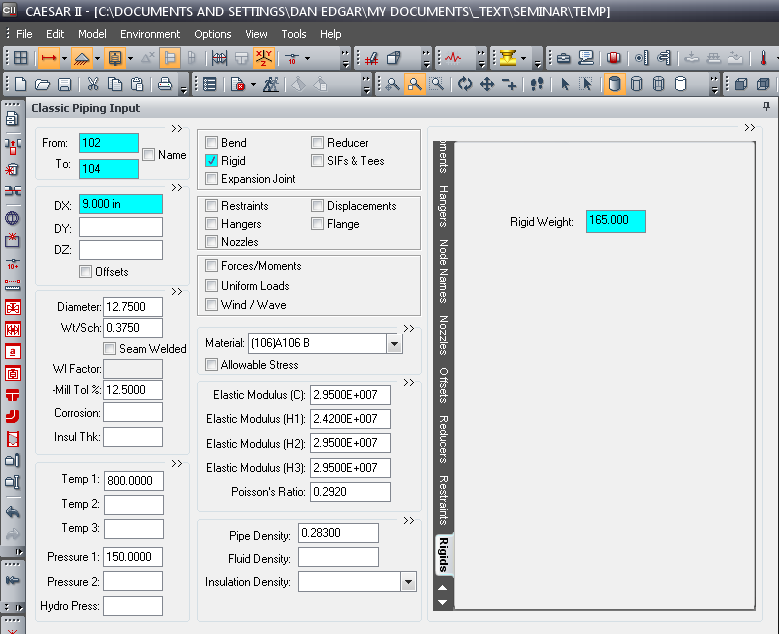 CAESAR II - [C:\DOCUMENTS AND SETTINGS\DAN EDGAR\MY DOCUMENTS\_TEXT\SEMINAR\TEMP]
File Edit Model Environment Options View Tools Help
Classic Piping Input
From: 102
To: 104
Name
DX: 9.000 in
DY:
DZ:
Offsets
Diameter: 12.7500
Wt/Sch: 0.3750
Seam Welded
Wl Factor:
-Mill Tol %: 12.5000
Corrosion:
Insul Thk:
Temp 1: 800.0000
Temp 2:
Temp 3:
Pressure 1: 150.0000
Pressure 2:
Hydro Press:
Bend Reducer
Rigid SIFs & Tees
Expansion Joint
Restraints Displacements
Hangers Flange
Nozzles
Forces/Moments
Uniform Loads
Wind / Wave
Material: (106)A106 B
Allowable Stress
Elastic Modulus (C): 2.9500E+007
Elastic Modulus (H1): 2.4200E+007
Elastic Modulus (H2): 2.9500E+007
Elastic Modulus (H3): 2.9500E+007
Poisson's Ratio: 0.2920
Pipe Density: 0.28300
Fluid Density:
Insulation Density:
ments
Hangers
Node Names
Nozzles
Offsets
Reducers
Restraints
Rigids
Rigid Weight: 165.000